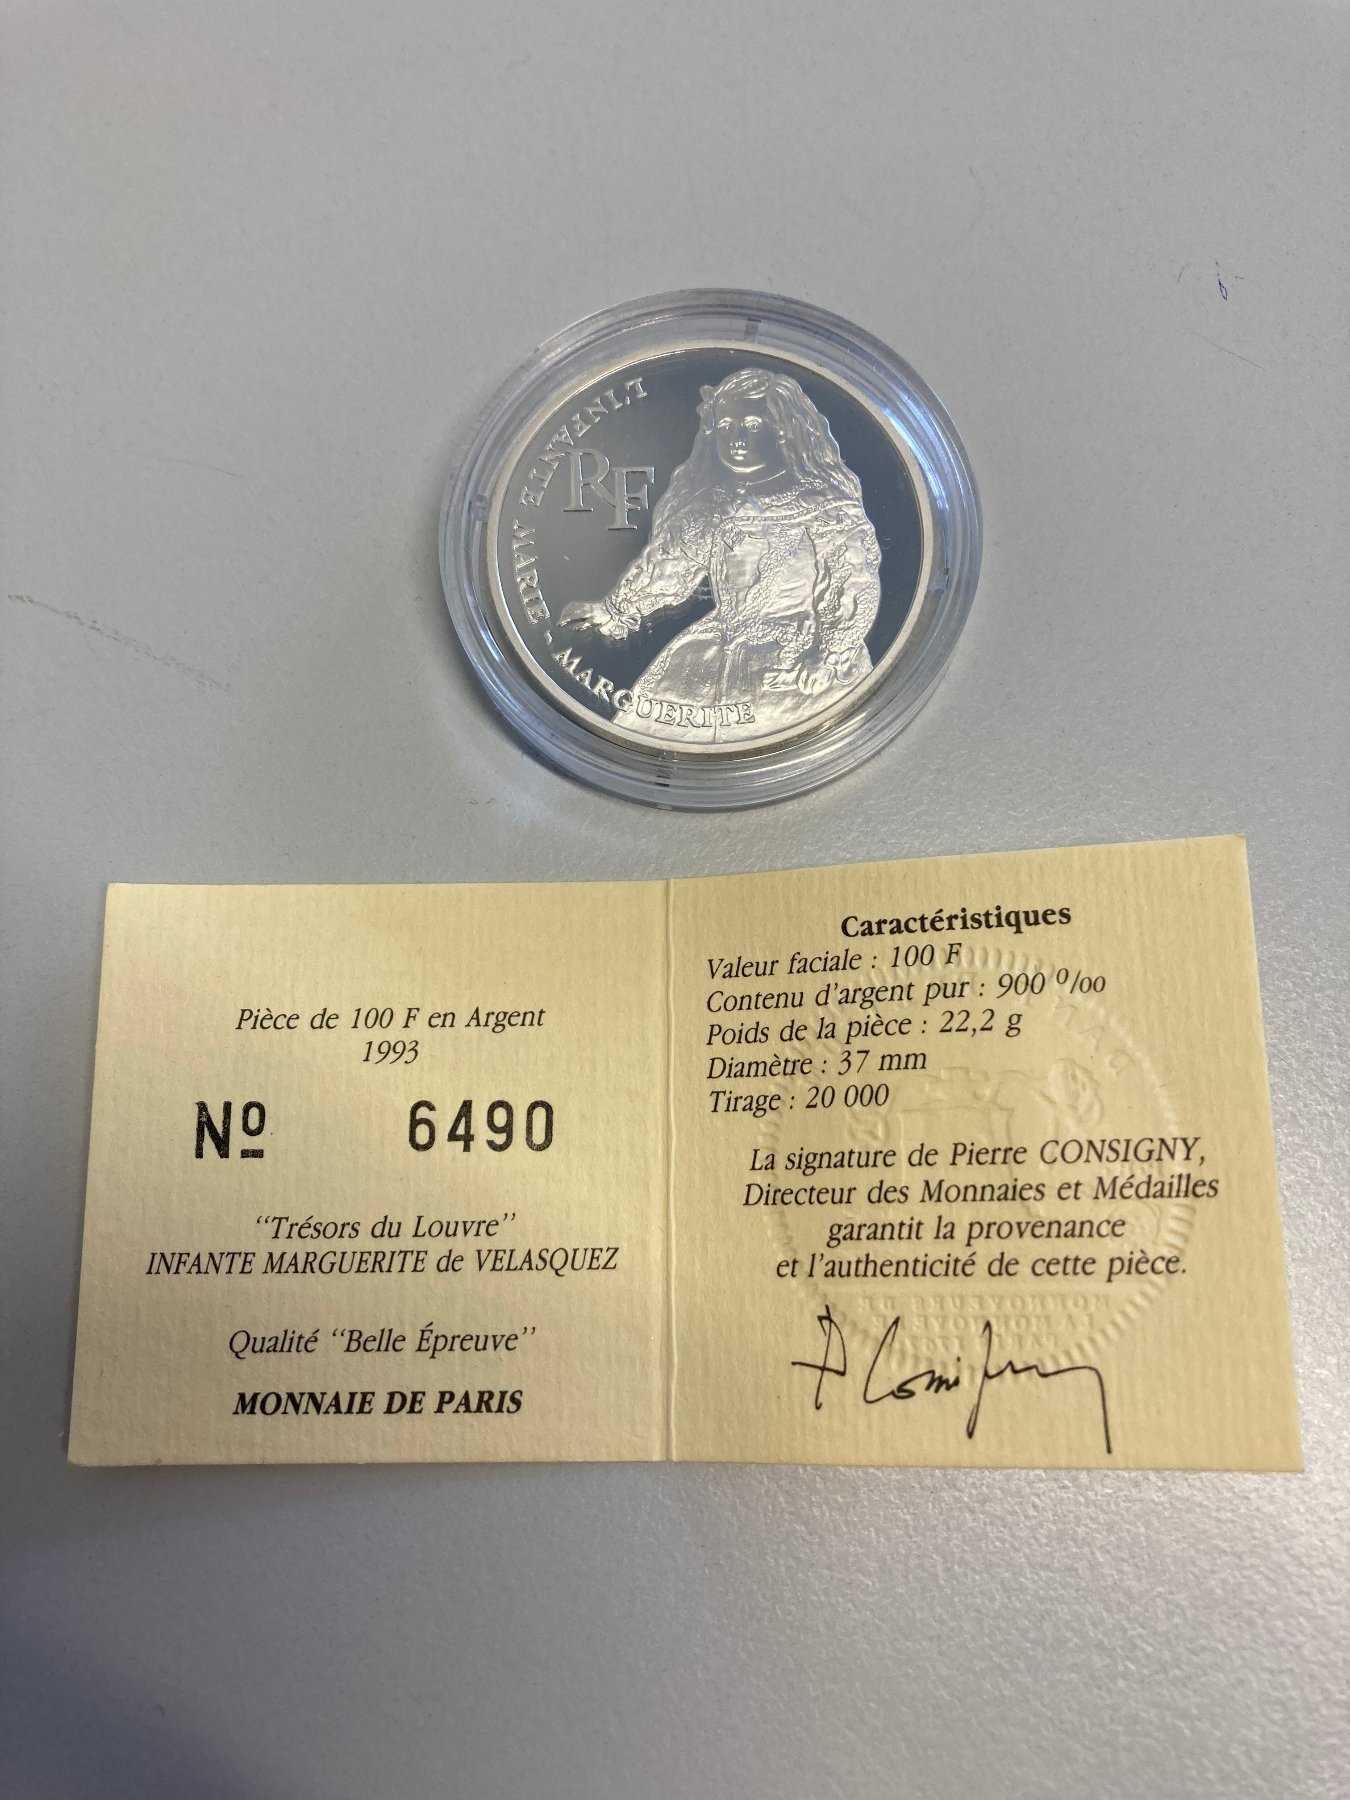 L'INFANTE MARIE - MARGUERITE
RF
Pièce de 100 F en Argent
1993
Nº 6490
"Trésors du Louvre"
INFANTE MARGUERITE de VELASQUEZ
Qualité "Belle Épreuve"
MONNAIE DE PARIS
Caractéristiques
Valeur faciale : 100 F
Contenu d'argent pur : 900 º/oo
Poids de la pièce : 22,2 g
Diamètre : 37 mm
Tirage : 20 000
La signature de Pierre CONSIGNY,
Directeur des Monnaies et Médailles
garantit la provenance
et l'authenticité de cette pièce.